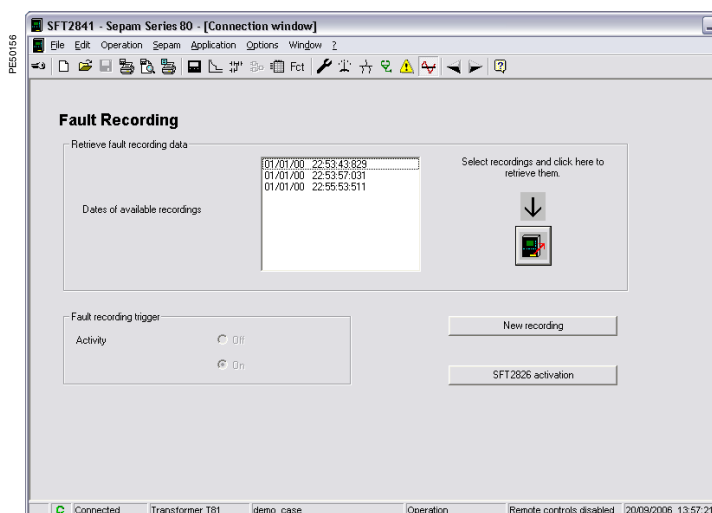 PE50156
SFT2841 - Sepam Series 80 - [Connection window]
File Edit Operation Sepam Application Options Window ?
Fct
Fault Recording
Retrieve fault recording data
Dates of available recordings
01/01/00 22:53:43:829
01/01/00 22:53:57:031
01/01/00 22:55:53:511
Select recordings and click here to
retrieve them.
Fault recording trigger
Activity
Off
On
New recording
SFT2826 activation
C Connected Transformer T81 demo_case Operation Remote controls disabled 20/09/2006 13:57:21